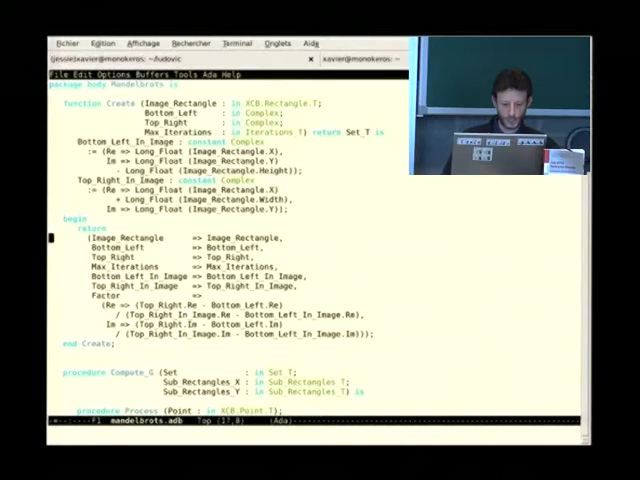 Fichier Edition Affichage Rechercher Terminal Onglets Aide
(jessie)xavier@monokeros: ~/ludovic x xavier@monokeros: ~
File Edit Options Buffers Tools Ada Help
package body Mandelbrots is
function Create (Image_Rectangle : in XCB.Rectangle_T;
Bottom_Left : in Complex;
Top_Right : in Complex;
Max_Iterations : in Iterations_T) return Set_T is
Bottom_Left_In_Image : constant Complex
:= (Re => Long_Float (Image_Rectangle.X),
Im => Long_Float (Image_Rectangle.Y)
- Long_Float (Image_Rectangle.Height));
Top_Right_In_Image : constant Complex
:= (Re => Long_Float (Image_Rectangle.X)
+ Long_Float (Image_Rectangle.Width),
Im => Long_Float (Image_Rectangle.Y));
begin
return
(Image_Rectangle => Image_Rectangle,
Bottom_Left => Bottom_Left,
Top_Right => Top_Right,
Max_Iterations => Max_Iterations,
Bottom_Left_In_Image => Bottom_Left_In_Image,
Top_Right_In_Image => Top_Right_In_Image,
Factor =>
(Re => (Top_Right.Re - Bottom_Left.Re)
/ (Top_Right_In_Image.Re - Bottom_Left_In_Image.Re),
Im => (Top_Right.Im - Bottom_Left.Im)
/ (Top_Right_In_Image.Im - Bottom_Left_In_Image.Im)));
end Create;
procedure Compute_G (Set : in Set_T;
Sub_Rectangles_X : in Sub_Rectangles_T;
Sub_Rectangles_Y : in Sub_Rectangles_T) is
procedure Process (Point : in XCB.Point_T);
mandelbrots.adb Top (Ada)